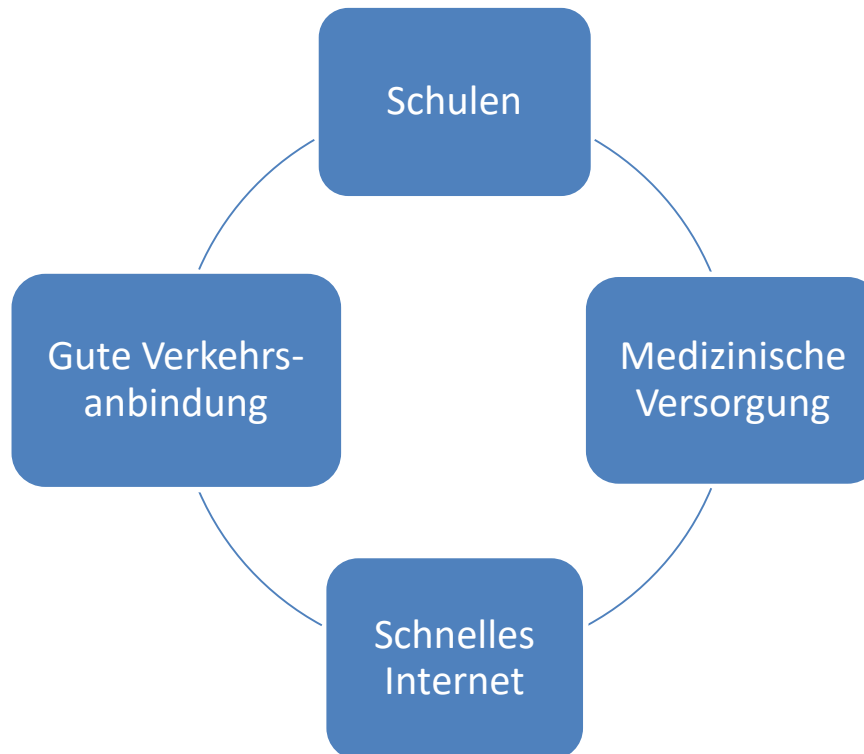 Schulen
Gute Verkehrs-
anbindung
Medizinische
Versorgung
Schnelles
Internet